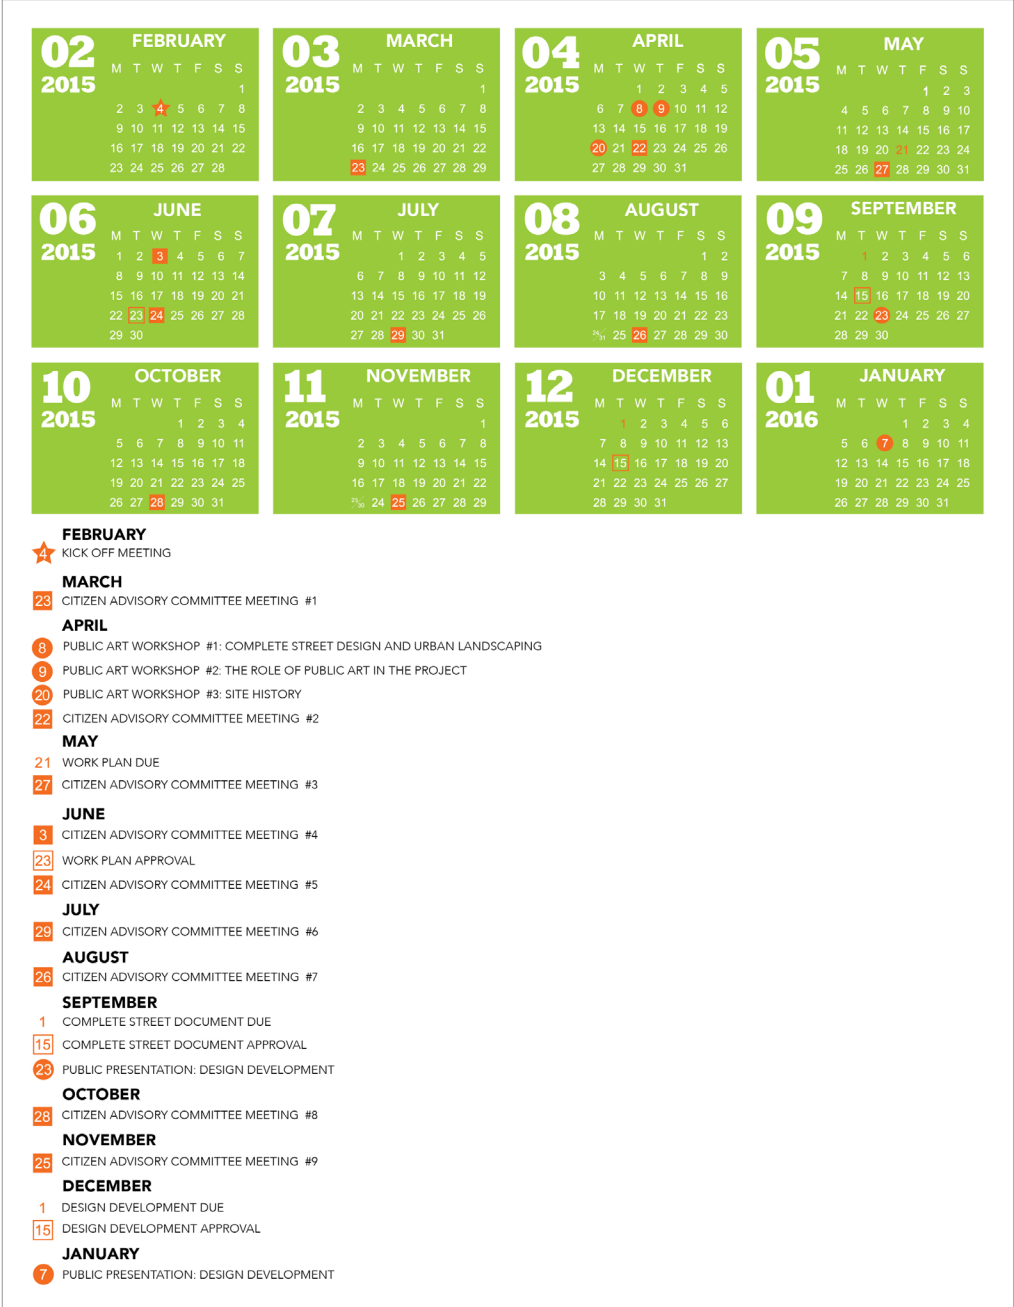 02 FEBRUARY
2015 M T W T F S S
1
2 3 4 5 6 7 8
9 10 11 12 13 14 15
16 17 18 19 20 21 22
23 24 25 26 27 28
03 MARCH
2015 M T W T F S S
1
2 3 4 5 6 7 8
9 10 11 12 13 14 15
16 17 18 19 20 21 22
23 24 25 26 27 28 29
04 APRIL
2015 M T W T F S S
1 2 3 4 5
6 7 8 9 10 11 12
13 14 15 16 17 18 19
20 21 22 23 24 25 26
27 28 29 30 31
05 MAY
2015 M T W T F S S
1 2 3
4 5 6 7 8 9 10
11 12 13 14 15 16 17
18 19 20 21 22 23 24
25 26 27 28 29 30 31
06 JUNE
2015 M T W T F S S
1 2 3 4 5 6 7
8 9 10 11 12 13 14
15 16 17 18 19 20 21
22 23 24 25 26 27 28
29 30
07 JULY
2015 M T W T F S S
1 2 3 4 5
6 7 8 9 10 11 12
13 14 15 16 17 18 19
20 21 22 23 24 25 26
27 28 29 30 31
08 AUGUST
2015 M T W T F S S
1 2
3 4 5 6 7 8 9
10 11 12 13 14 15 16
17 18 19 20 21 22 23
25 26 27 28 29 30
09 SEPTEMBER
2015 M T W T F S S
1 2 3 4 5 6
7 8 9 10 11 12 13
14 15 16 17 18 19 20
21 22 23 24 25 26 27
28 29 30
10 OCTOBER
2015 M T W T F S S
1 2 3 4
5 6 7 8 9 10 11
12 13 14 15 16 17 18
19 20 21 22 23 24 25
26 27 28 29 30 31
11 NOVEMBER
2015 M T W T F S S
1
2 3 4 5 6 7 8
9 10 11 12 13 14 15
16 17 18 19 20 21 22
24 25 26 27 28 29
12 DECEMBER
2015 M T W T F S S
1 2 3 4 5 6
7 8 9 10 11 12 13
14 15 16 17 18 19 20
21 22 23 24 25 26 27
28 29 30 31
01 JANUARY
2016 M T W T F S S
1 2 3 4
5 6 7 8 9 10 11
12 13 14 15 16 17 18
19 20 21 22 23 24 25
26 27 28 29 30 31
FEBRUARY
4 KICK OFF MEETING
MARCH
23 CITIZEN ADVISORY COMMITTEE MEETING #1
APRIL
8 PUBLIC ART WORKSHOP #1: COMPLETE STREET DESIGN AND URBAN LANDSCAPING
9 PUBLIC ART WORKSHOP #2: THE ROLE OF PUBLIC ART IN THE PROJECT
20 PUBLIC ART WORKSHOP #3: SITE HISTORY
22 CITIZEN ADVISORY COMMITTEE MEETING #2
MAY
21 WORK PLAN DUE
27 CITIZEN ADVISORY COMMITTEE MEETING #3
JUNE
3 CITIZEN ADVISORY COMMITTEE MEETING #4
23 WORK PLAN APPROVAL
24 CITIZEN ADVISORY COMMITTEE MEETING #5
JULY
29 CITIZEN ADVISORY COMMITTEE MEETING #6
AUGUST
26 CITIZEN ADVISORY COMMITTEE MEETING #7
SEPTEMBER
1 COMPLETE STREET DOCUMENT DUE
15 COMPLETE STREET DOCUMENT APPROVAL
23 PUBLIC PRESENTATION: DESIGN DEVELOPMENT
OCTOBER
28 CITIZEN ADVISORY COMMITTEE MEETING #8
NOVEMBER
25 CITIZEN ADVISORY COMMITTEE MEETING #9
DECEMBER
1 DESIGN DEVELOPMENT DUE
15 DESIGN DEVELOPMENT APPROVAL
JANUARY
7 PUBLIC PRESENTATION: DESIGN DEVELOPMENT